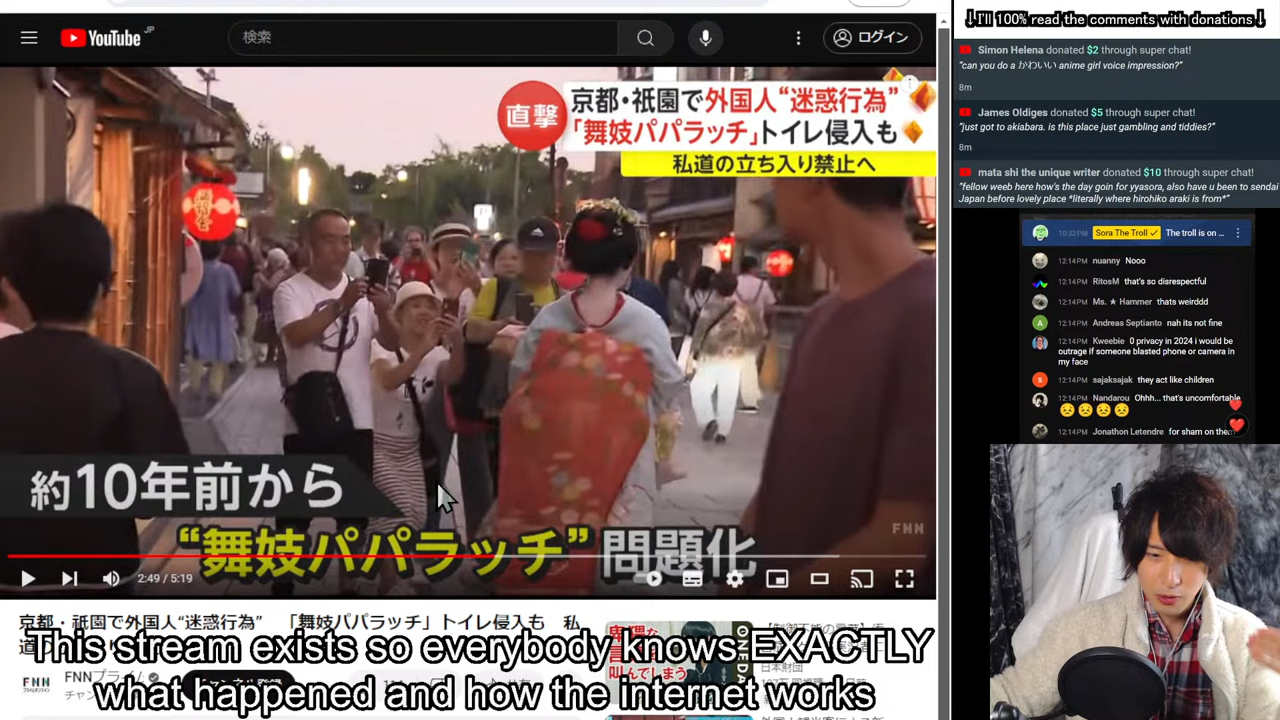 YouTube JP
検索
ログイン
直撃
京都・祇園で外国人“迷惑行為”
「舞妓パパラッチ」トイレ侵入も
私道の立ち入り禁止へ
約10年前から
“舞妓パパラッチ”問題化
FNN
2:49 / 5:19
京都・祇園で外国人“迷惑行為” 「舞妓パパラッチ」トイレ侵入も 私
This stream exists so everybody knows EXACTLY
what happened and how the internet works
FNN
↓I'll 100% read the comments with donations↓
Simon Helena donated $2 through super chat!
"can you do a かわいい anime girl voice impression?"
8m
James Oldiges donated $5 through super chat!
"just got to akiabara. is this place just gambling and tiddies?"
8m
mata shi the unique writer donated $10 through super chat!
"fellow weeb here how's the day goin for yyasora, also have u been to sendai
Japan before lovely place *literally where hirohiko araki is from*"
10:22PM Sora The Troll The troll is on ...
12:14PM nuanny Nooo
12:14PM RitosM that's so disrespectful
12:14PM Ms. ★ Hammer thats weirddd
12:14PM Andreas Septianto nah its not fine
12:14PM Kweebie 0 privacy in 2024 i would be
outrage if someone blasted phone or camera in
my face
12:14PM sajaksajak they act like children
12:14PM Nandarou Ohhh... that's uncomfortable
12:14PM Jonathon Letendre for sham on them